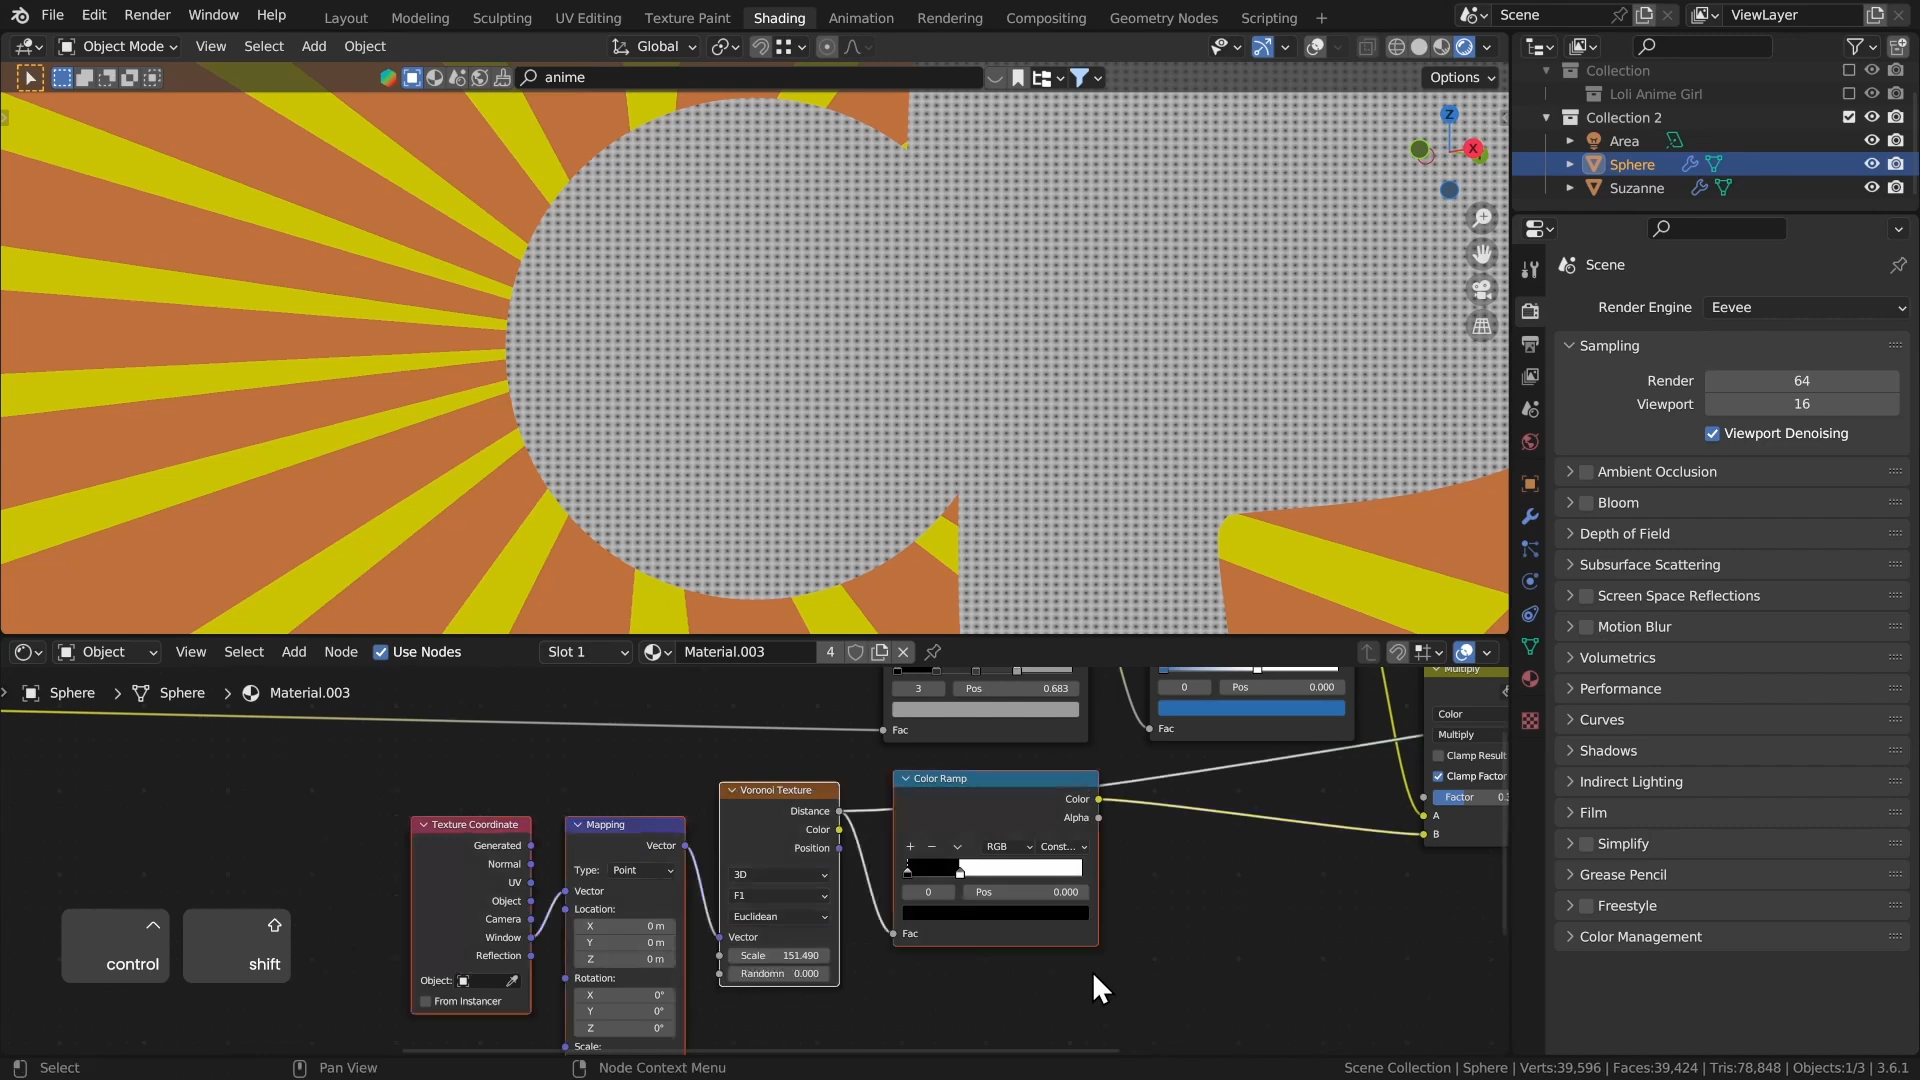 File Edit Render Window Help
Layout Modeling Sculpting UV Editing Texture Paint Shading Animation Rendering Compositing Geometry Nodes Scripting +
Scene
ViewLayer
Object Mode View Select Add Object
Global
anime
Options
X
Z
Collection
Loli Anime Girl
Collection 2
Area
Sphere
Suzanne
Scene
Render Engine Eevee
Sampling
Render 64
Viewport 16
Viewport Denoising
Ambient Occlusion
Bloom
Depth of Field
Subsurface Scattering
Screen Space Reflections
Motion Blur
Volumetrics
Performance
Curves
Shadows
Indirect Lighting
Film
Simplify
Grease Pencil
Freestyle
Color Management
Object View Select Add Node Use Nodes Slot 1 Material.003 4
Sphere > Sphere > Material.003
3 Pos 0.683
Fac
0 Pos 0.000
Fac
Multiply
Color
Multiply
Clamp Result
Clamp Factor
Factor 0.3
A
B
Texture Coordinate
Generated
Normal
UV
Object
Camera
Window
Reflection
Object:
From Instancer
Mapping
Vector
Type: Point
Vector
Location:
X 0 m
Y 0 m
Z 0 m
Rotation:
X 0°
Y 0°
Z 0°
Scale:
Voronoi Texture
Distance
Color
Position
3D
F1
Euclidean
Vector
Scale 151.490
Randomn 0.000
Color Ramp
Color
Alpha
+ − RGB Const...
0 Pos 0.000
Fac
control
shift
Select Pan View Node Context Menu
Scene Collection | Sphere | Verts:39,596 | Faces:39,424 | Tris:78,848 | Objects:1/3 | 3.6.1